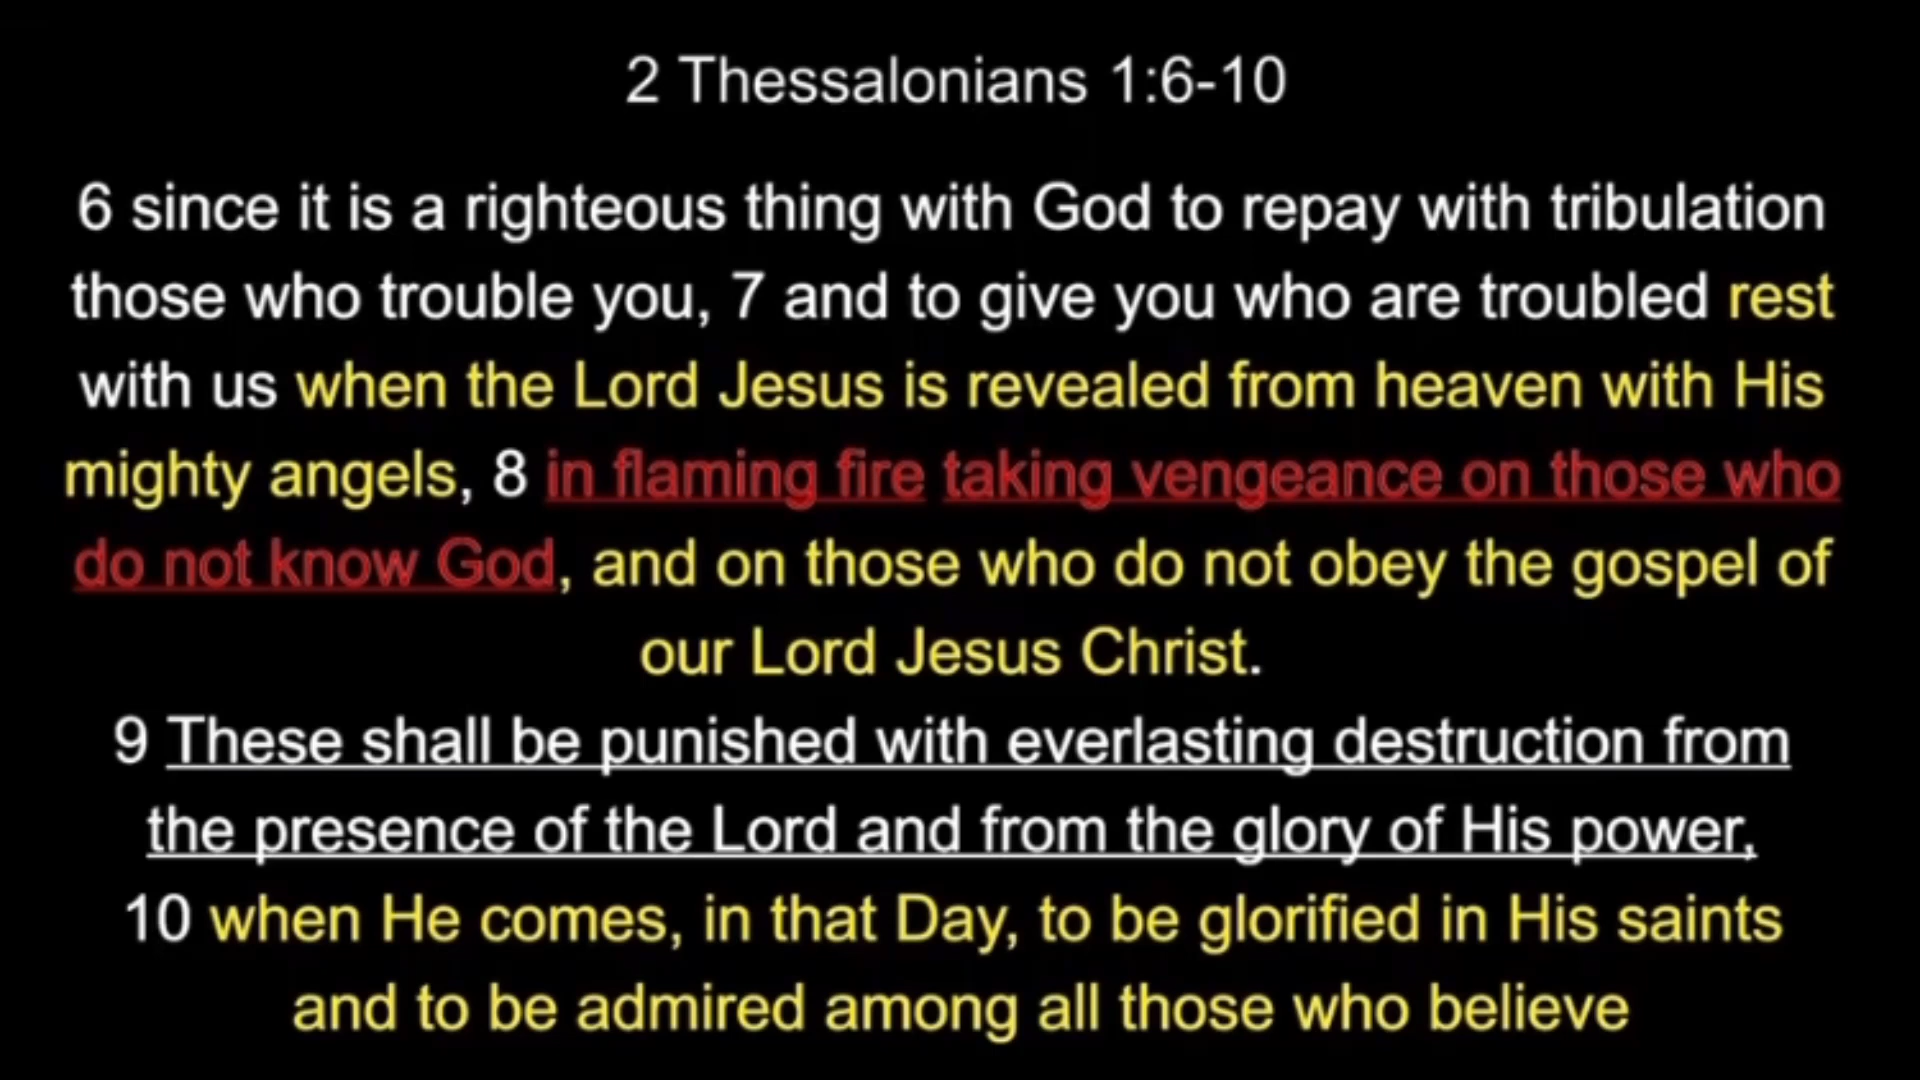 2 Thessalonians 1:6-10
6 since it is a righteous thing with God to repay with tribulation
those who trouble you, 7 and to give you who are troubled rest
with us when the Lord Jesus is revealed from heaven with His
mighty angels, 8 in flaming fire taking vengeance on those who
do not know God, and on those who do not obey the gospel of
our Lord Jesus Christ.
9 These shall be punished with everlasting destruction from
the presence of the Lord and from the glory of His power,
10 when He comes, in that Day, to be glorified in His saints
and to be admired among all those who believe